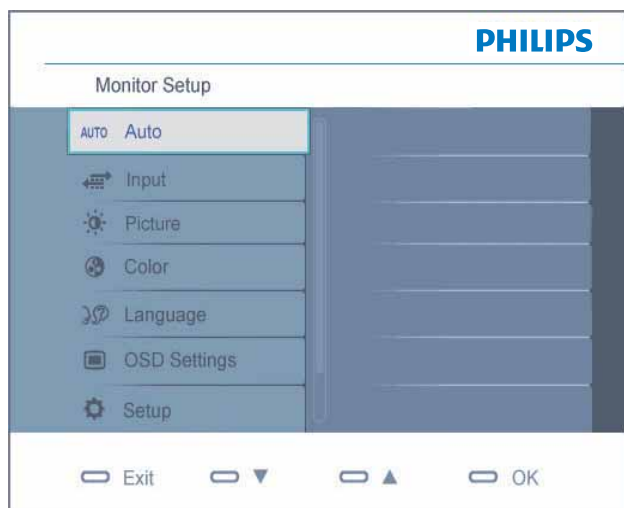 PHILIPS
Monitor Setup
AUTO Auto
Input
Picture
Color
Language
OSD Settings
Setup
Exit ▼ ▲ OK